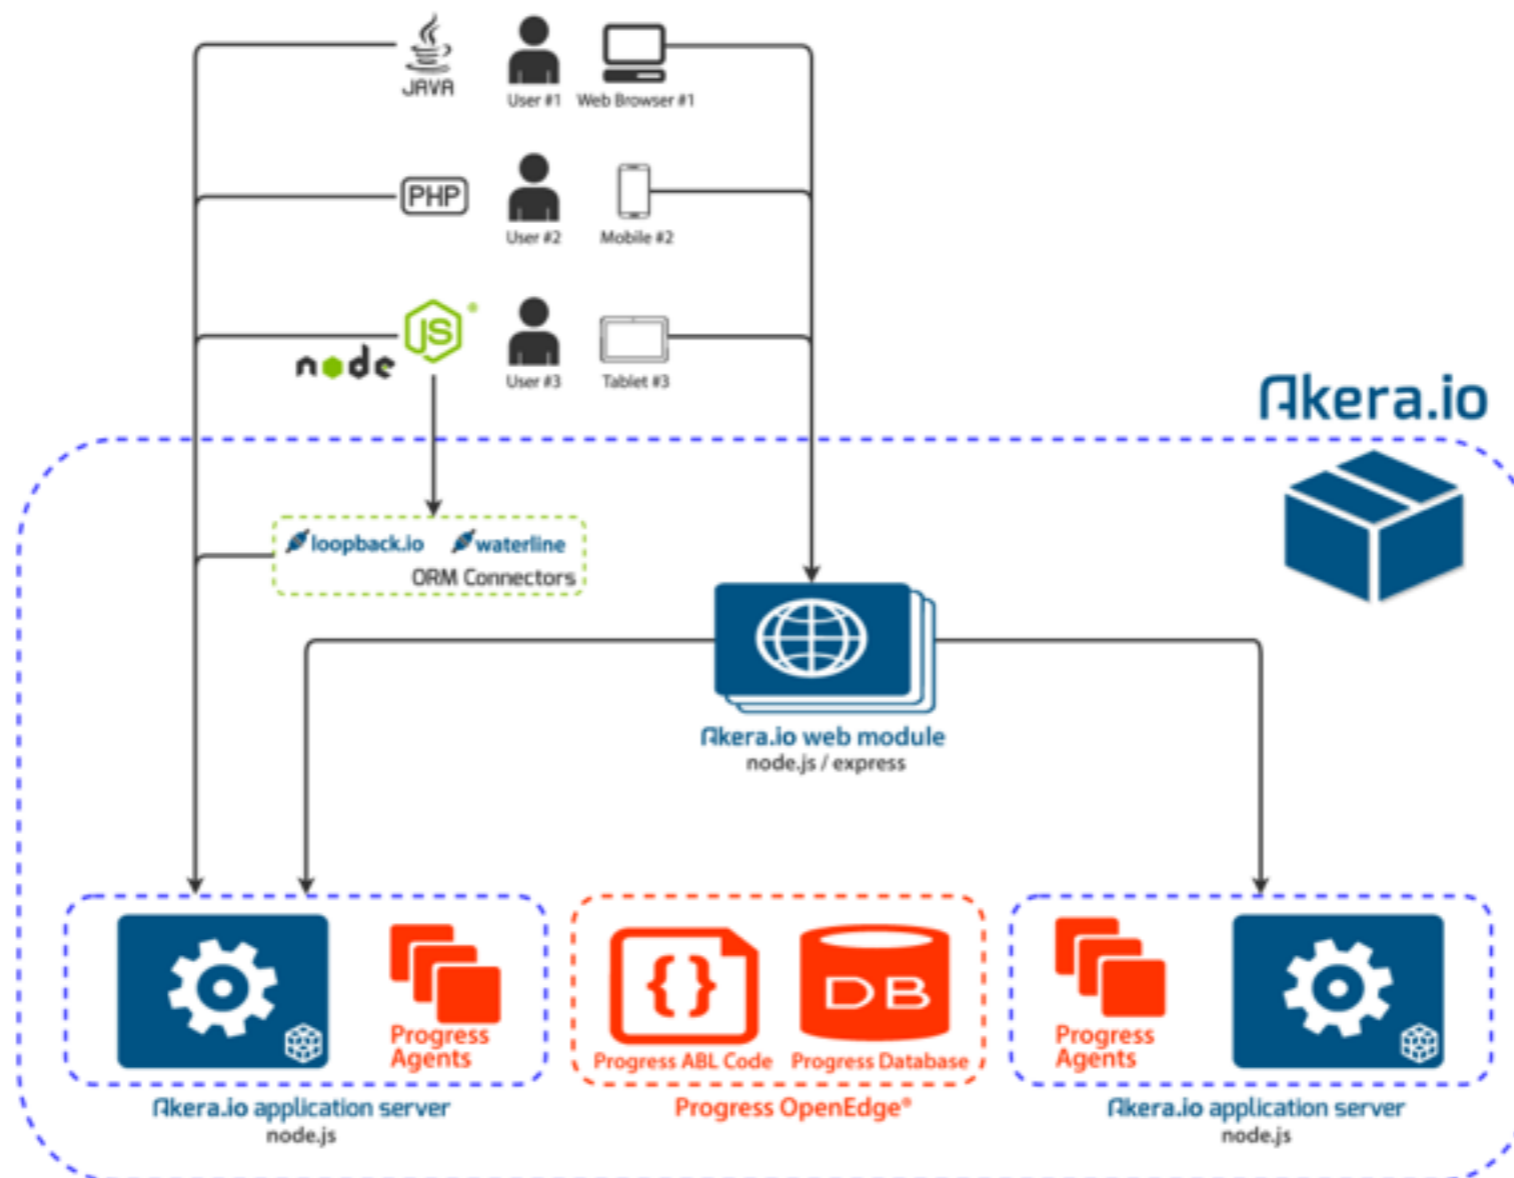 JAVA
User #1
Web Browser #1
PHP
User #2
Mobile #2
JS
node
User #3
Tablet #3
Akera.io
loopback.io
waterline
ORM Connectors
Akera.io web module
node.js / express
Progress
Agents
{}
Progress ABL Code
DB
Progress Database
Progress
Agents
Akera.io application server
node.js
Progress OpenEdge®
Akera.io application server
node.js